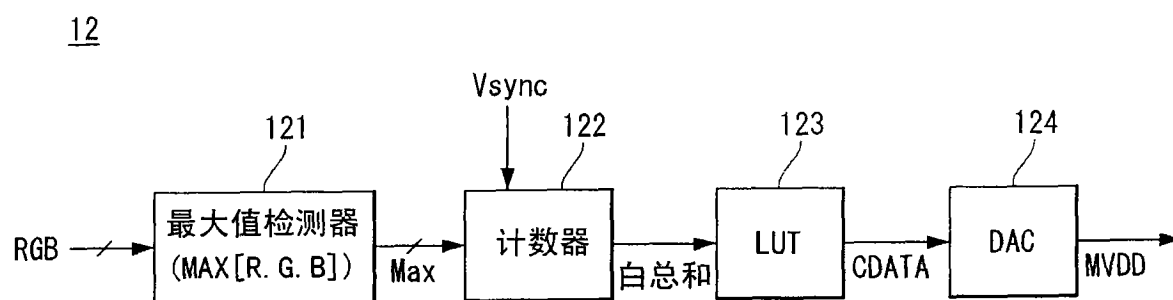 12
Vsync
121
122
123
124
RGB
最大值检测器
(MAX[R.G.B])
Max
计数器
白总和
LUT
CDATA
DAC
MVDD